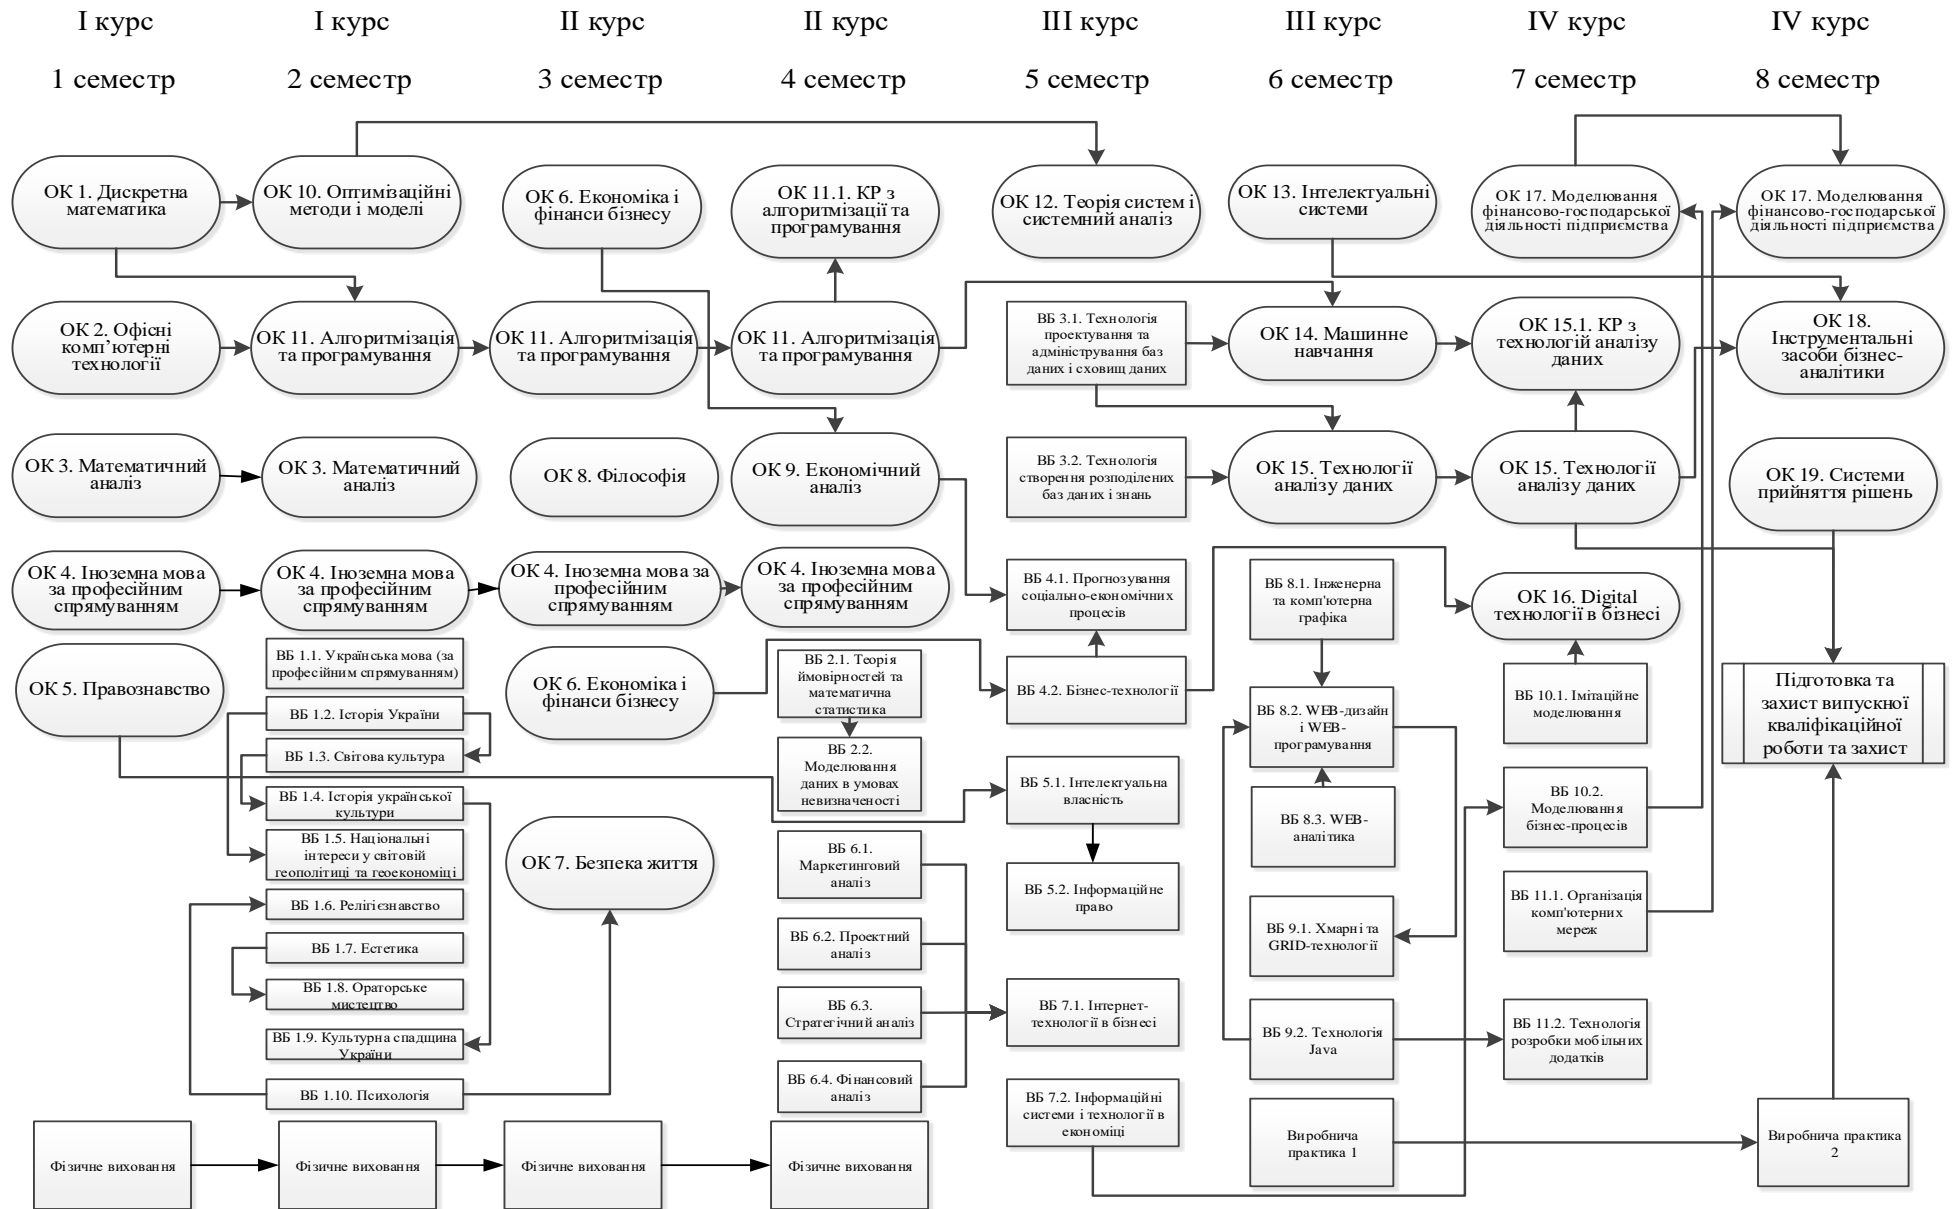 I курс
I курс
II курс
II курс
III курс
III курс
IV курс
IV курс
1 семестр
2 семестр
3 семестр
4 семестр
5 семестр
6 семестр
7 семестр
8 семестр
ОК 1. Дискретна
математика
ОК 10. Оптимізаційні
методи і моделі
ОК 6. Економіка і
фінанси бізнесу
ОК 11.1. КР з
алгоритмізації та
програмування
ОК 12. Теорія систем і
системний аналіз
ОК 13. Інтелектуальні
системи
ОК 17. Моделювання
фінансово-господарської
діяльності підприємства
ОК 17. Моделювання
фінансово-господарської
діяльності підприємства
ОК 2. Офісні
комп’ютерні
технології
ОК 11. Алгоритмізація
та програмування
ОК 11. Алгоритмізація
та програмування
ОК 11. Алгоритмізація
та програмування
ВБ 3.1. Технологія
проектування та
адміністрування баз
даних і сховищ даних
ОК 14. Машинне
навчання
ОК 15.1. КР з
технологій аналізу
даних
ОК 18.
Інструментальні
засоби бізнес-
аналітики
ОК 3. Математичний
аналіз
ОК 3. Математичний
аналіз
ОК 8. Філософія
ОК 9. Економічний
аналіз
ВБ 3.2. Технологія
створення розподілених
баз даних і знань
ОК 15. Технології
аналізу даних
ОК 15. Технології
аналізу даних
ОК 19. Системи
прийняття рішень
ОК 4. Іноземна мова
за професійним
спрямуванням
ОК 4. Іноземна мова
за професійним
спрямуванням
ОК 4. Іноземна мова за
професійним
спрямуванням
ОК 4. Іноземна мова
за професійним
спрямуванням
ВБ 4.1. Прогнозування
соціально-економічних
процесів
ВБ 8.1. Інженерна
та комп'ютерна
графіка
ОК 16. Digital
технології в бізнесі
ОК 5. Правознавство
ВБ 1.1. Українська мова (за
професійним спрямуванням)
ВБ 1.2. Історія України
ВБ 1.3. Світова культура
ВБ 1.4. Історія української
культури
ВБ 1.5. Національні
інтереси у світовій
геополітиці та геоекономіці
ВБ 1.6. Релігієзнавство
ВБ 1.7. Естетика
ВБ 1.8. Ораторське
мистецтво
ВБ 1.9. Культурна спадщина
України
ВБ 1.10. Психологія
ОК 6. Економіка і
фінанси бізнесу
ОК 7. Безпека життя
ВБ 2.1. Теорія
ймовірностей та
математична
статистика
ВБ 2.2.
Моделювання
даних в умовах
невизначеності
ВБ 6.1.
Маркетинговий
аналіз
ВБ 6.2. Проектний
аналіз
ВБ 6.3.
Стратегічний аналіз
ВБ 6.4. Фінансовий
аналіз
ВБ 4.2. Бізнес-технології
ВБ 5.1. Інтелектуальна
власність
ВБ 5.2. Інформаційне
право
ВБ 7.1. Інтернет-
технології в бізнесі
ВБ 7.2. Інформаційні
системи і технології в
економіці
ВБ 8.2. WEB-дизайн
і WEB-
програмування
ВБ 8.3. WEB-
аналітика
ВБ 9.1. Хмарні та
GRID-технології
ВБ 9.2. Технологія
Java
Виробнича
практика 1
ВБ 10.1. Імітаційне
моделювання
ВБ 10.2.
Моделювання
бізнес-процесів
ВБ 11.1. Організація
комп'ютерних
мереж
ВБ 11.2. Технологія
розробки мобільних
додатків
Підготовка та
захист випускної
кваліфікаційної
роботи та захист
Виробнича практика
2
Фізичне виховання
Фізичне виховання
Фізичне виховання
Фізичне виховання